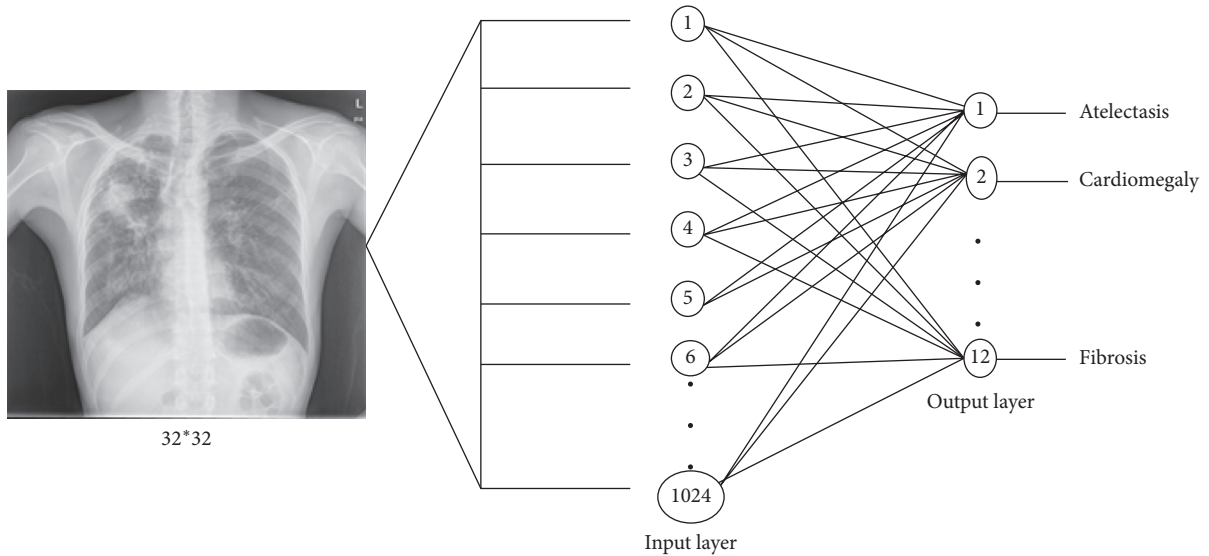 L
32*32
1
2
3
4
5
6
1024
Input layer
1
2
12
Output layer
Atelectasis
Cardiomegaly
Fibrosis